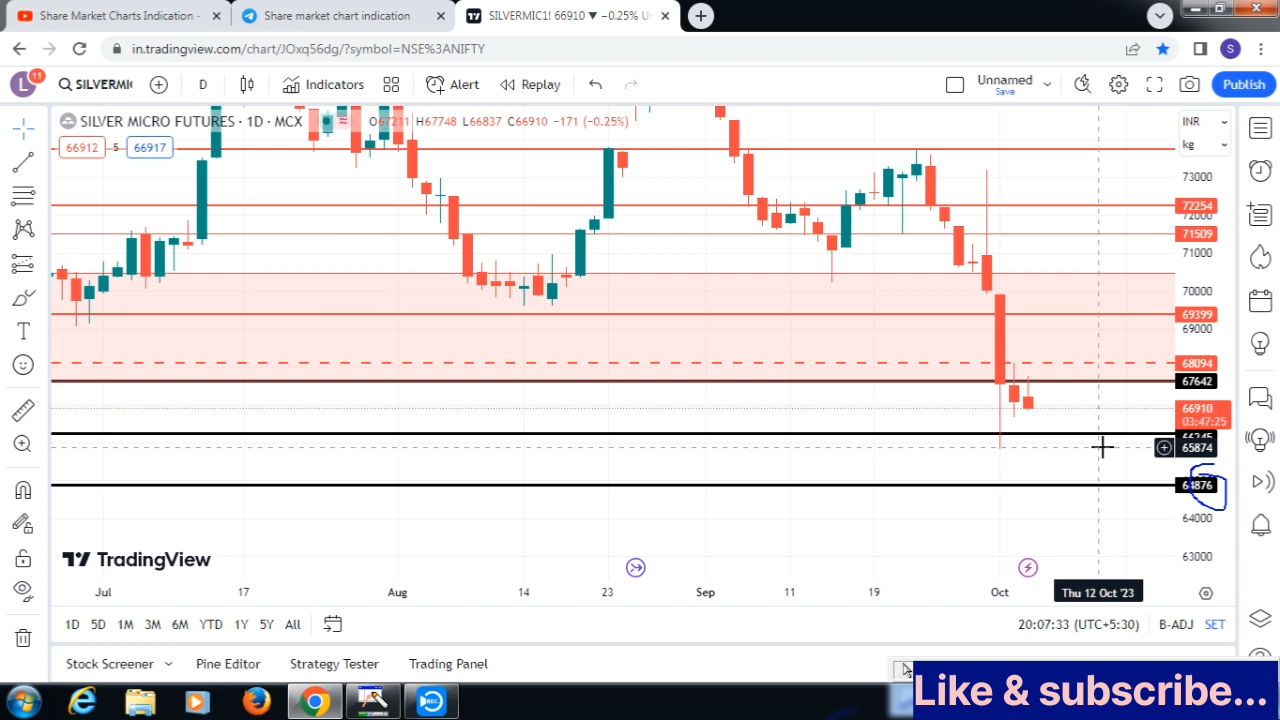 Share Market Charts Indication -
Share market chart indication
SILVERMIC1! 66910 ▼ −0.25% Un
in.tradingview.com/chart/JOxq56dg/?symbol=NSE%3ANIFTY
S
L
11
SILVERMIC
D
Indicators
Alert
Replay
Unnamed
Save
Publish
SILVER MICRO FUTURES · 1D · MCX
O67211 H67748 L66837 C66910 −171 (−0.25%)
INR
kg
66912
5
66917
73000
72254
72000
71509
71000
70000
69399
69000
68094
67642
66910
03:47:25
65874
64876
64000
63000
TradingView
Jul
17
Aug
14
23
Sep
11
19
Oct
Thu 12 Oct '23
1D
5D
1M
3M
6M
YTD
1Y
5Y
All
20:07:33 (UTC+5:30)
B-ADJ
SET
Stock Screener
Pine Editor
Strategy Tester
Trading Panel
Like & subscribe...